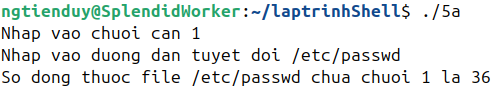 ngtienduy@SplendidWorker:~/laptrinhShell$ ./5a
Nhap vao chuoi can 1
Nhap vao duong dan tuyet doi /etc/passwd
So dong thuoc file /etc/passwd chua chuoi 1 la 36